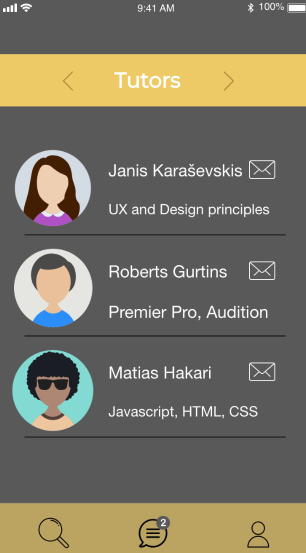 9:41 AM
100%
Tutors
Janis Karaševskis
UX and Design principles
Roberts Gurtins
Premier Pro, Audition
Matias Hakari
Javascript, HTML, CSS
2